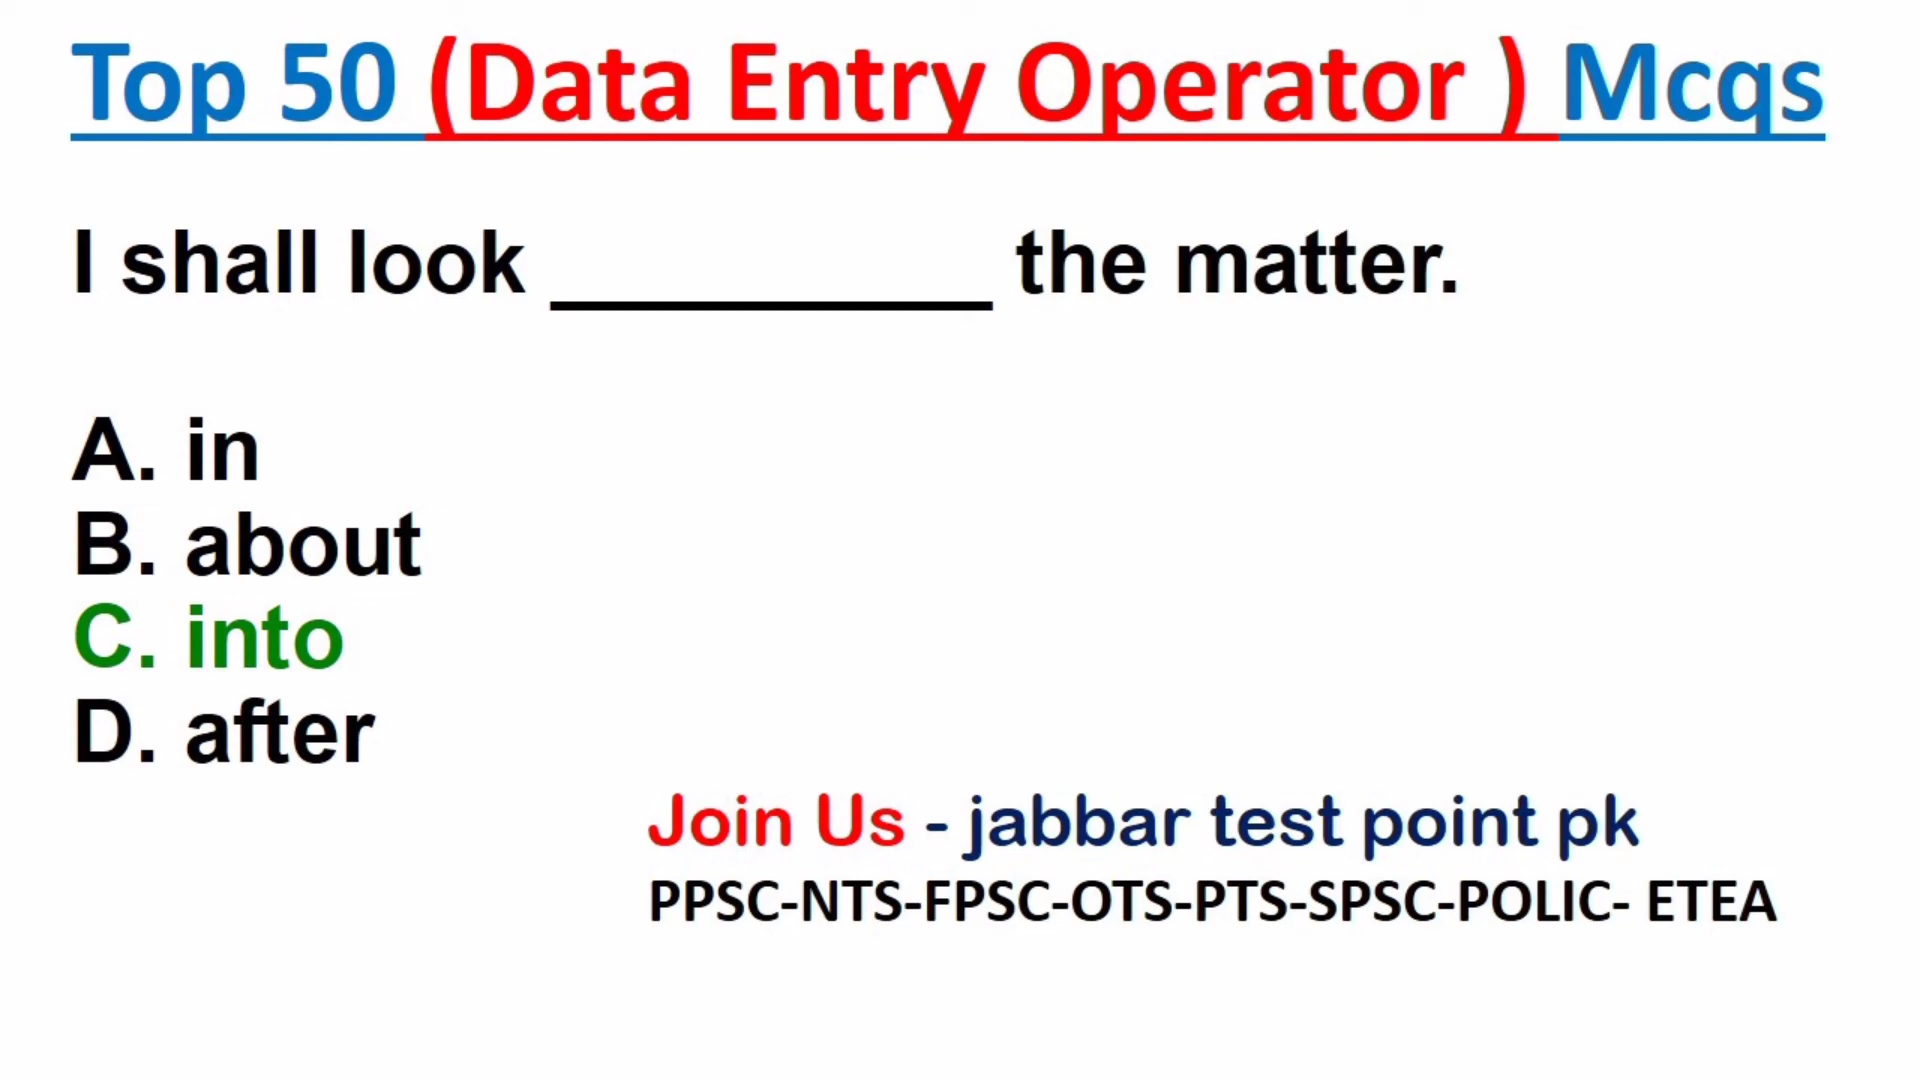 Top 50 (Data Entry Operator ) Mcqs
I shall look __________ the matter.
A. in
B. about
C. into
D. after
Join Us - jabbar test point pk
PPSC-NTS-FPSC-OTS-PTS-SPSC-POLIC- ETEA